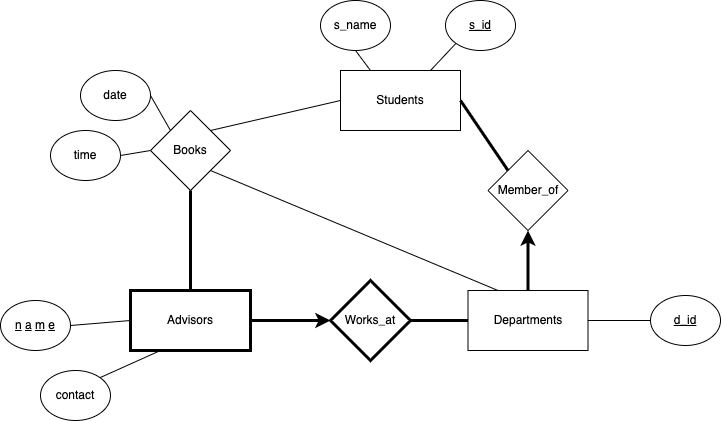 s_name
s_id
Students
date
time
Books
Member_of
Advisors
Works_at
Departments
n a m e
d_id
contact